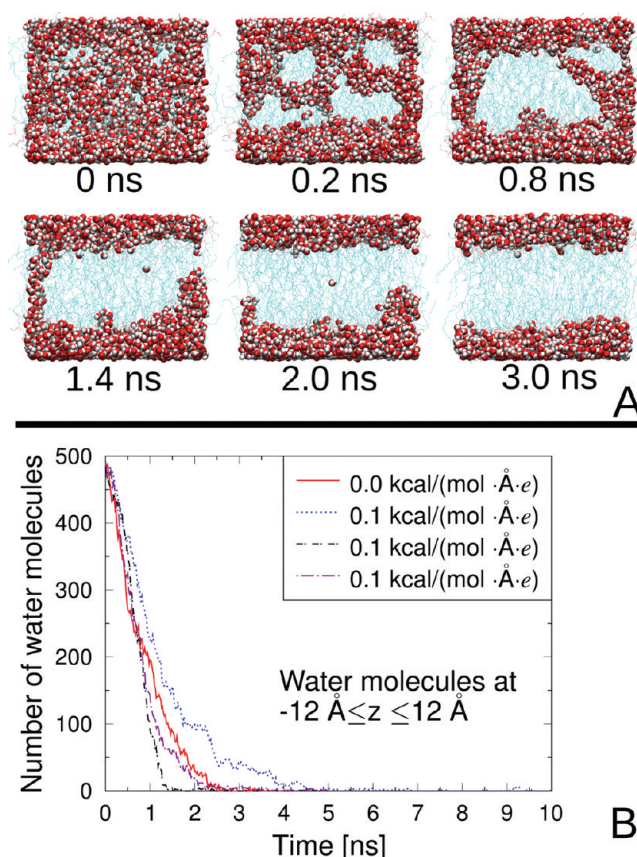 0 ns 0.2 ns 0.8 ns
1.4 ns 2.0 ns 3.0 ns
A
Number of water molecules
500
400
300
200
100
0
0.0 kcal/(mol ·Å·e)
0.1 kcal/(mol ·Å·e)
0.1 kcal/(mol ·Å·e)
0.1 kcal/(mol ·Å·e)
Water molecules at
-12 Å≤z ≤12 Å
0 1 2 3 4 5 6 7 8 9 10
Time [ns]
B